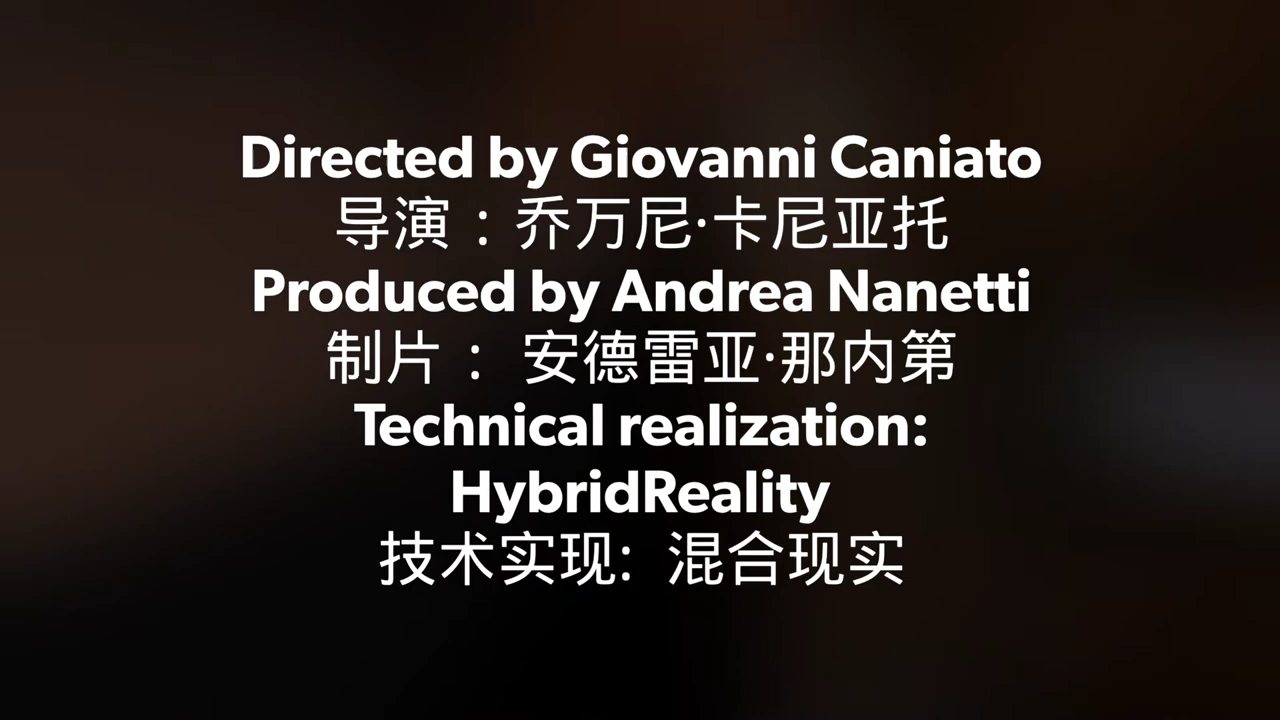 Directed by Giovanni Caniato
导演：乔万尼·卡尼亚托
Produced by Andrea Nanetti
制片： 安德雷亚·那内第
Technical realization:
HybridReality
技术实现: 混合现实